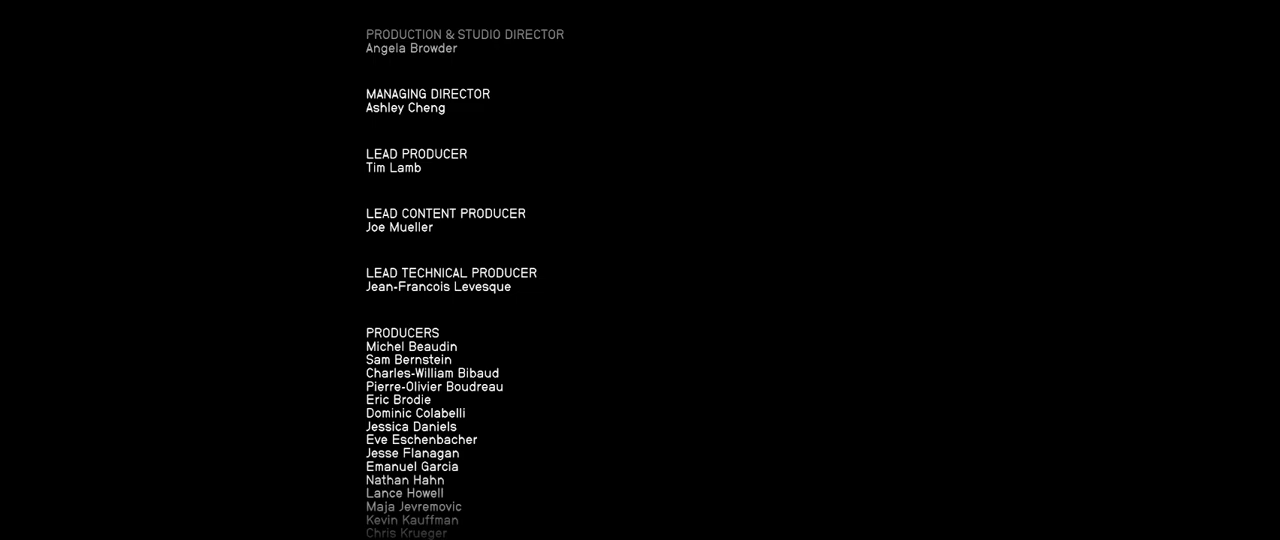 PRODUCTION & STUDIO DIRECTOR
Angela Browder
MANAGING DIRECTOR
Ashley Cheng
LEAD PRODUCER
Tim Lamb
LEAD CONTENT PRODUCER
Joe Mueller
LEAD TECHNICAL PRODUCER
Jean-Francois Levesque
PRODUCERS
Michel Beaudin
Sam Bernstein
Charles-William Bibaud
Pierre-Olivier Boudreau
Eric Brodie
Dominic Colabelli
Jessica Daniels
Eve Eschenbacher
Jesse Flanagan
Emanuel Garcia
Nathan Hahn
Lance Howell
Maja Jevremovic
Kevin Kauffman
Chris Krueger